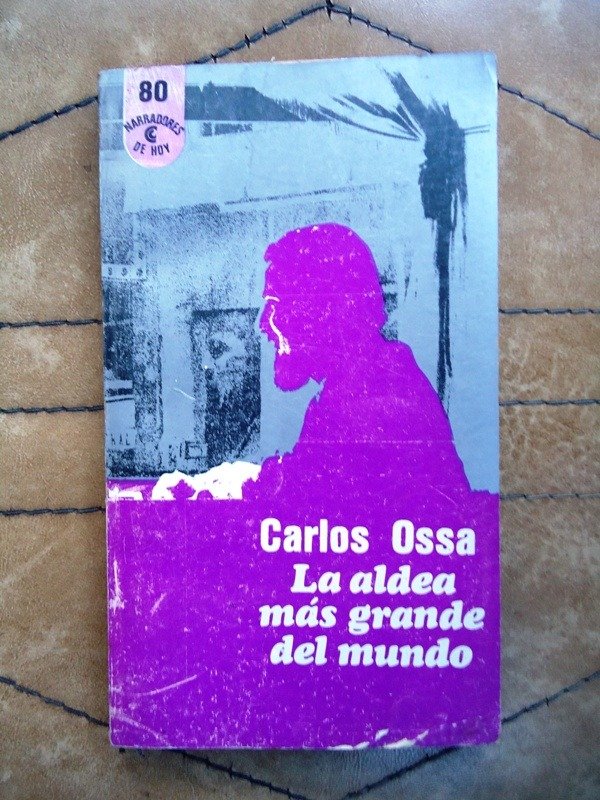 80
NARRADORES
DE HOY
Carlos Ossa
La aldea
más grande
del mundo